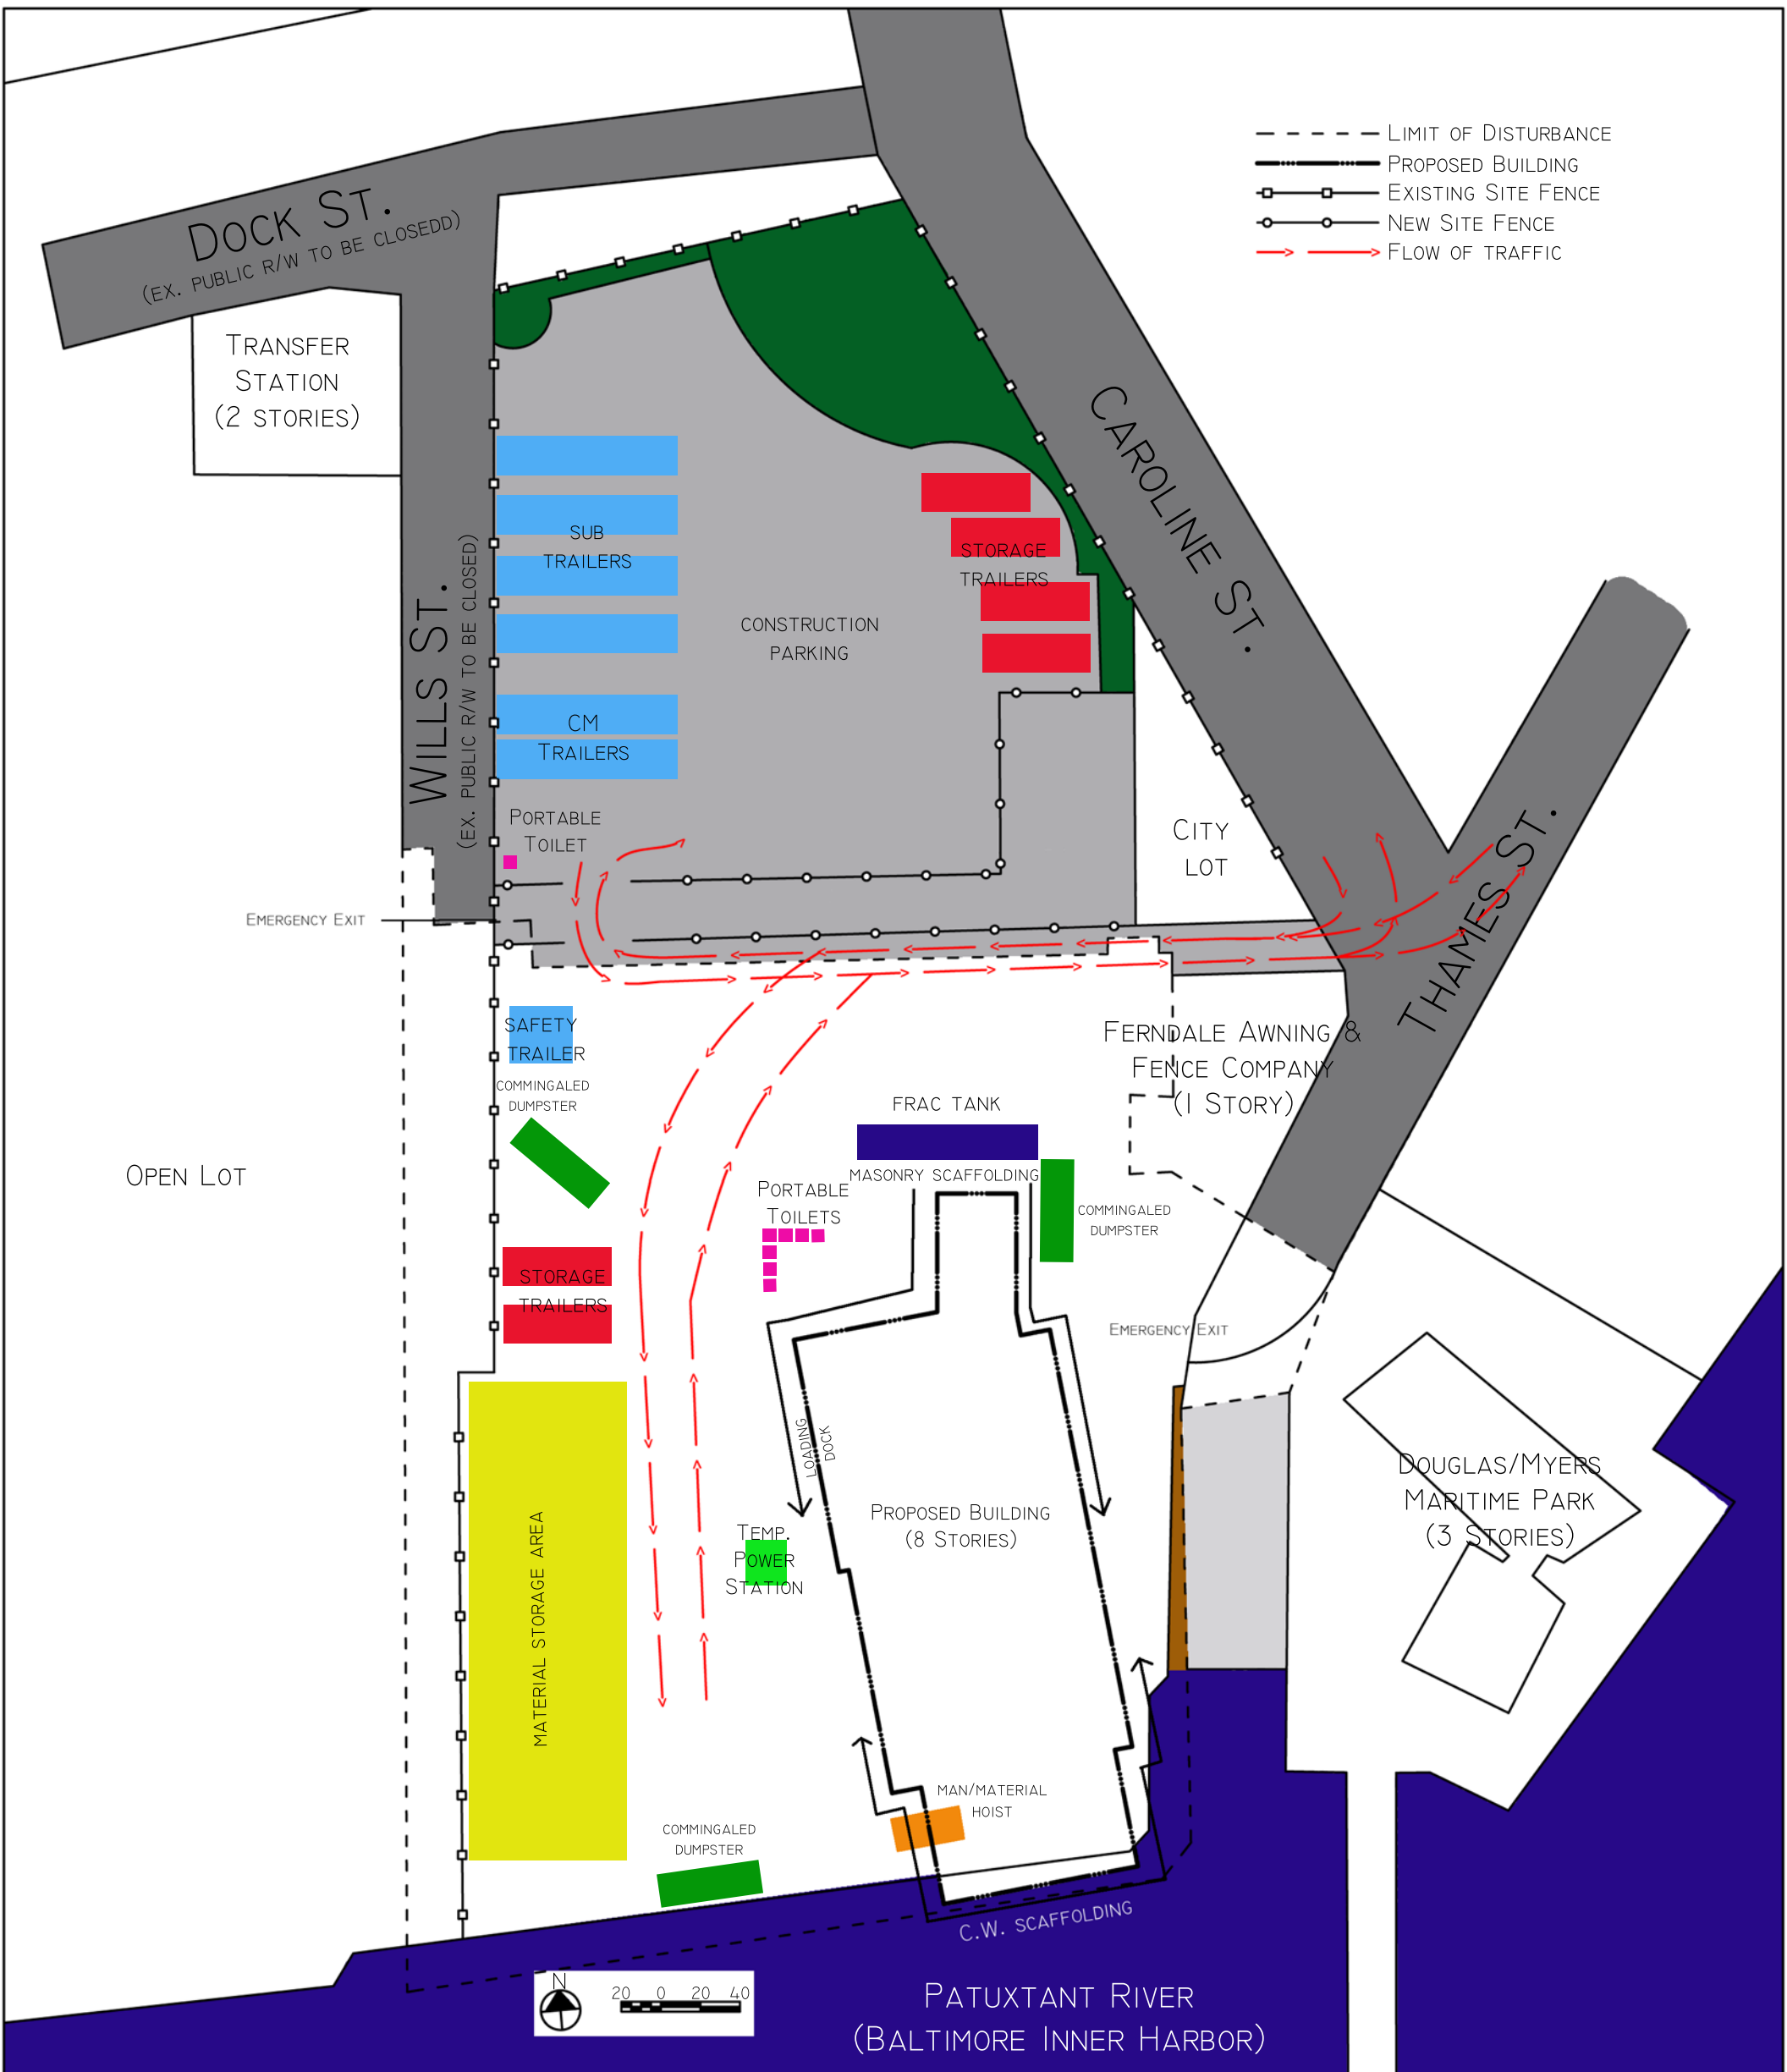 Limit of Disturbance
Proposed Building
Existing Site Fence
New Site Fence
Flow of traffic
Dock St.
(ex. public r/w to be closedd)
Transfer
Station
(2 stories)
Wills St.
(ex. public r/w to be closed)
Caroline St.
Thames St.
sub
trailers
storage
trailers
construction
parking
CM
Trailers
Portable
Toilet
City
lot
Emergency Exit
safety
trailer
commingaled
dumpster
Ferndale Awning &
Fence Company
(1 Story)
frac tank
masonry scaffolding
Open Lot
Portable
Toilets
commingaled
dumpster
storage
trailers
Emergency Exit
loading
dock
Proposed Building
(8 Stories)
Douglas/Myers
Maritime Park
(3 Stories)
Temp.
Power
Station
material storage area
man/material
hoist
commingaled
dumpster
C.W. scaffolding
N
20 0 20 40
Patuxtant River
(Baltimore Inner Harbor)